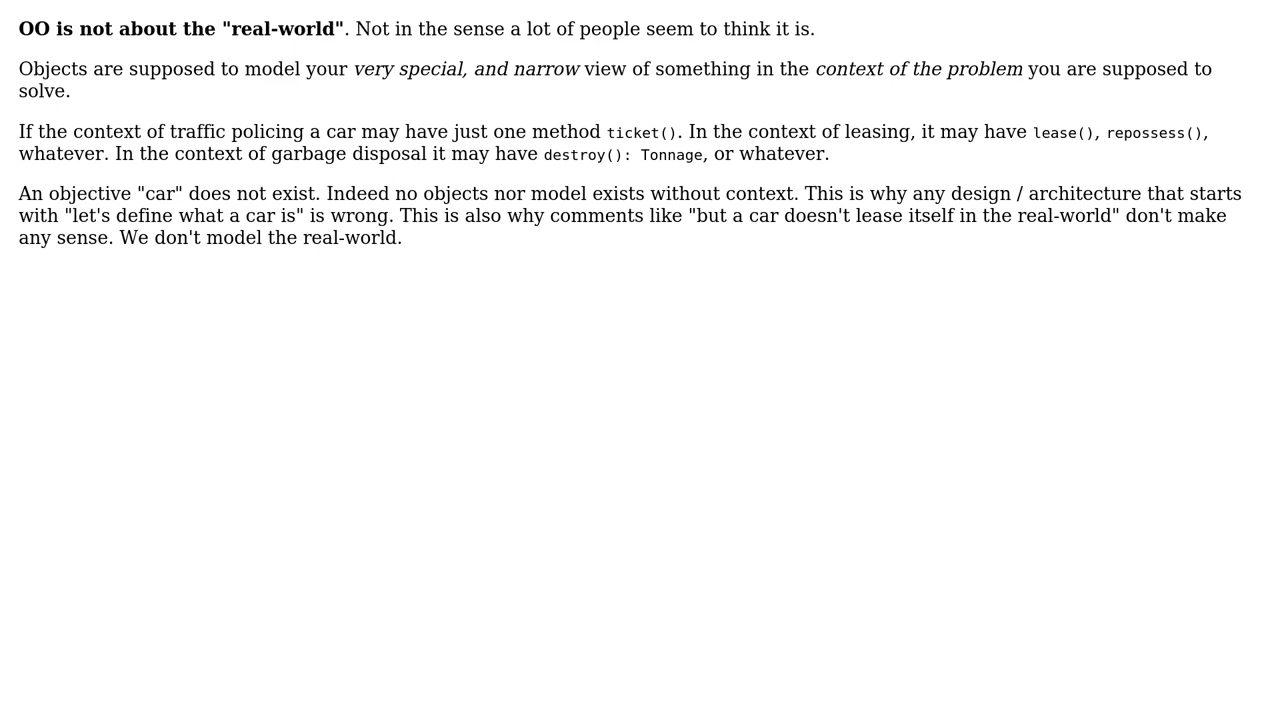 OO is not about the "real-world". Not in the sense a lot of people seem to think it is.
Objects are supposed to model your very special, and narrow view of something in the context of the problem you are supposed to
solve.
If the context of traffic policing a car may have just one method ticket(). In the context of leasing, it may have lease(), repossess(),
whatever. In the context of garbage disposal it may have destroy(): Tonnage, or whatever.
An objective "car" does not exist. Indeed no objects nor model exists without context. This is why any design / architecture that starts
with "let's define what a car is" is wrong. This is also why comments like "but a car doesn't lease itself in the real-world" don't make
any sense. We don't model the real-world.